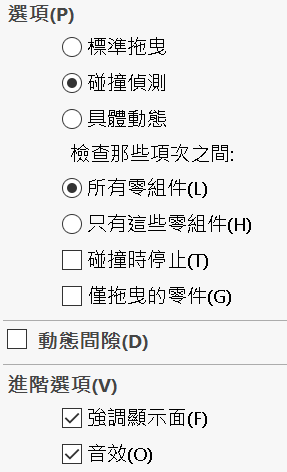 選項(P)
標準拖曳
碰撞偵測
具體動態
檢查那些項次之間:
所有零組件(L)
只有這些零組件(H)
碰撞時停止(T)
僅拖曳的零件(G)
動態間隙(D)
進階選項(V)
強調顯示面(F)
音效(O)